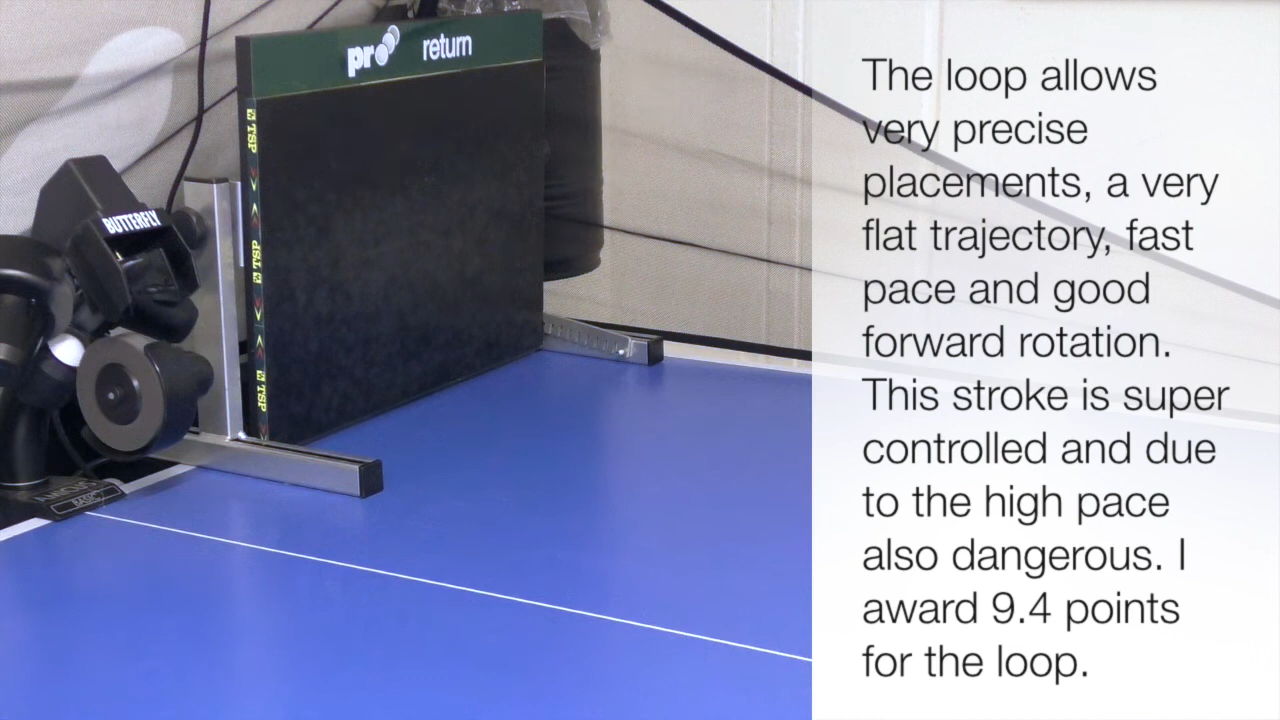 pro return
TSP
BUTTERFLY
TSP
TSP
AMICUS
BASIC
The loop allows
very precise
placements, a very
flat trajectory, fast
pace and good
forward rotation.
This stroke is super
controlled and due
to the high pace
also dangerous. I
award 9.4 points
for the loop.